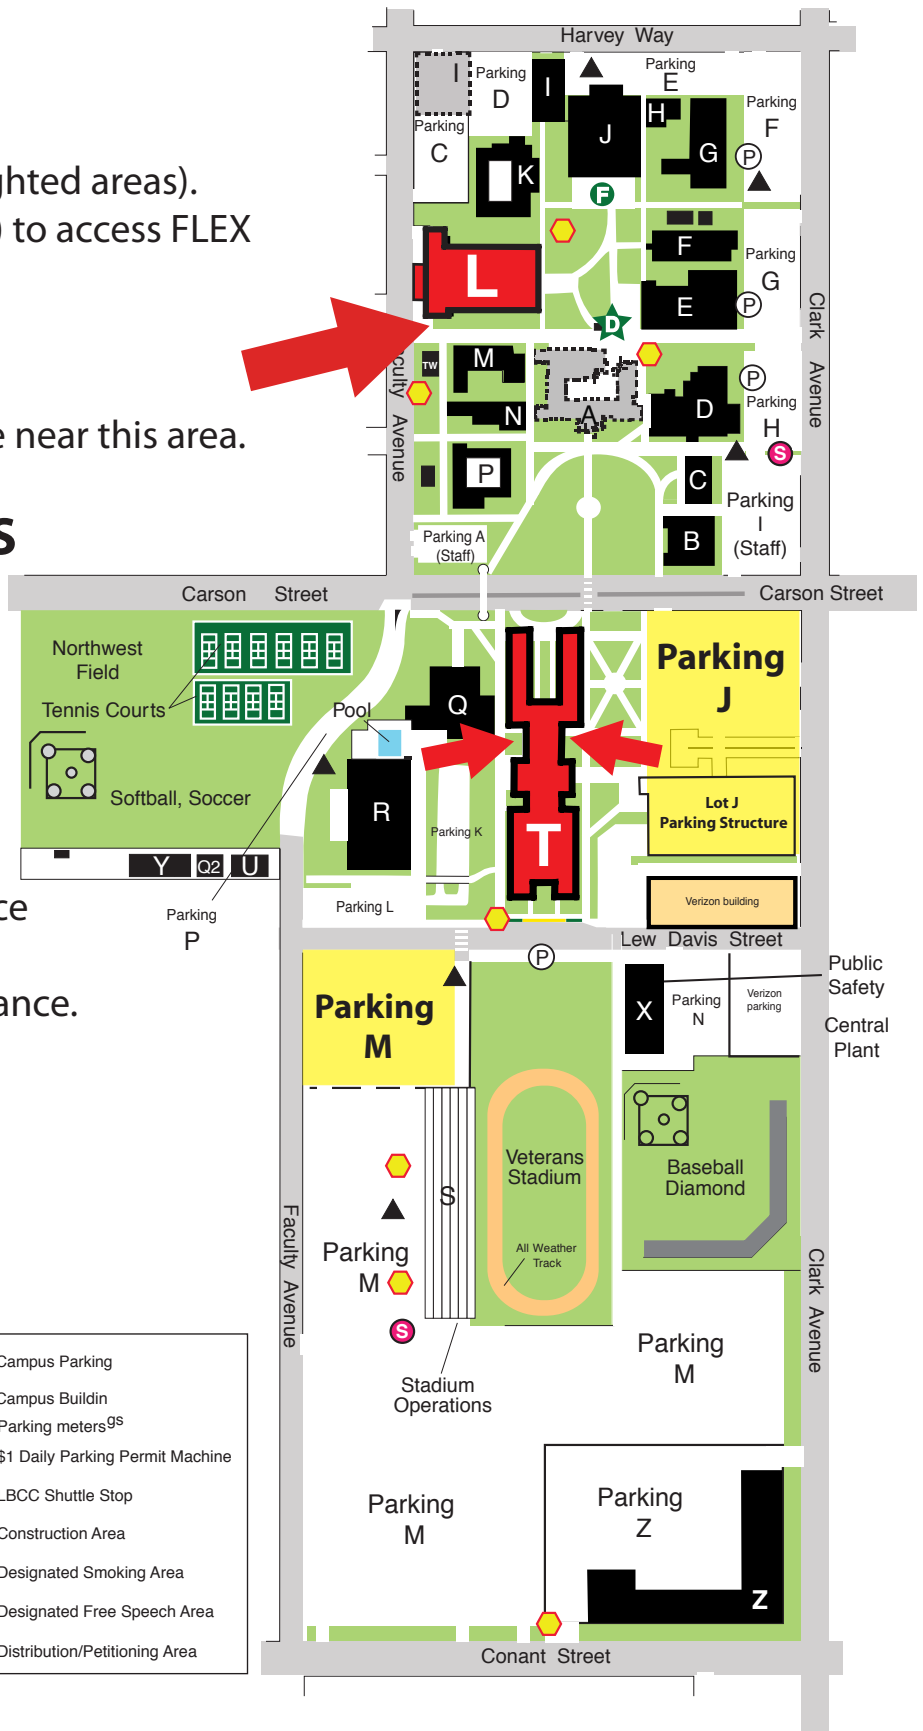 Harvey Way
I
Parking
D
I
Parking
E
J
H
G
Parking
F
P
Parking
C
K
F
ghted areas).
) to access FLEX
L
F
Parking
G
E
P
D
Clark Avenue
TW
M
A
N
D
P
Parking
H
S
Faculty Avenue
e near this area.
P
C
Parking
I
(Staff)
B
s
Parking A
(Staff)
Carson Street
Carson Street
Northwest
Field
Tennis Courts
Pool
Q
Parking
J
Softball, Soccer
R
Parking K
T
Lot J
Parking Structure
Y
Q2
U
ce
Parking
P
Parking L
Verizon building
Lew Davis Street
P
ance.
Parking
M
X
Parking
N
Verizon
parking
Public
Safety
Central
Plant
Veterans
Stadium
Baseball
Diamond
S
Faculty Avenue
Parking
M
All Weather
Track
Clark Avenue
S
Stadium
Operations
Parking
M
Campus Parking
Campus Buildin
Parking metersgs
$1 Daily Parking Permit Machine
LBCC Shuttle Stop
Construction Area
Designated Smoking Area
Designated Free Speech Area
Distribution/Petitioning Area
Parking
M
Parking
Z
Z
Conant Street